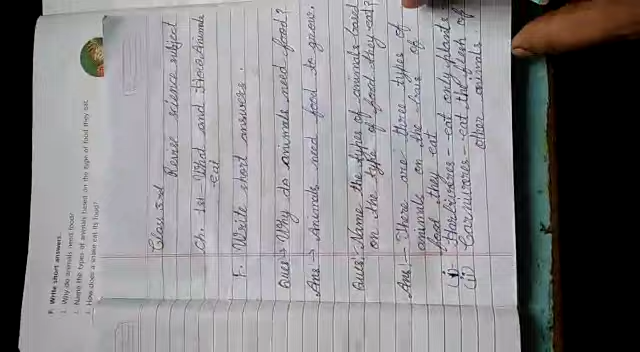 F. Write short answers.
1. Why do animals need food?
2. Name the types of animals based on the type of food they eat.
3. How does a snake eat its food?
Class 3rd
Revise science subject
Ch. 1st - What and How Animals
eat
F. Write short answers.
Ques:- Why do animals need food?
Ans:- Animals need food to grow.
Ques:- Name the types of animals based
on the type of food they eat?
Ans:- There are three types of
animals on the bais of
food they eat
(i) Harbivores - eat only plants
(ii) Carnivores - eat the flesh of
other animals